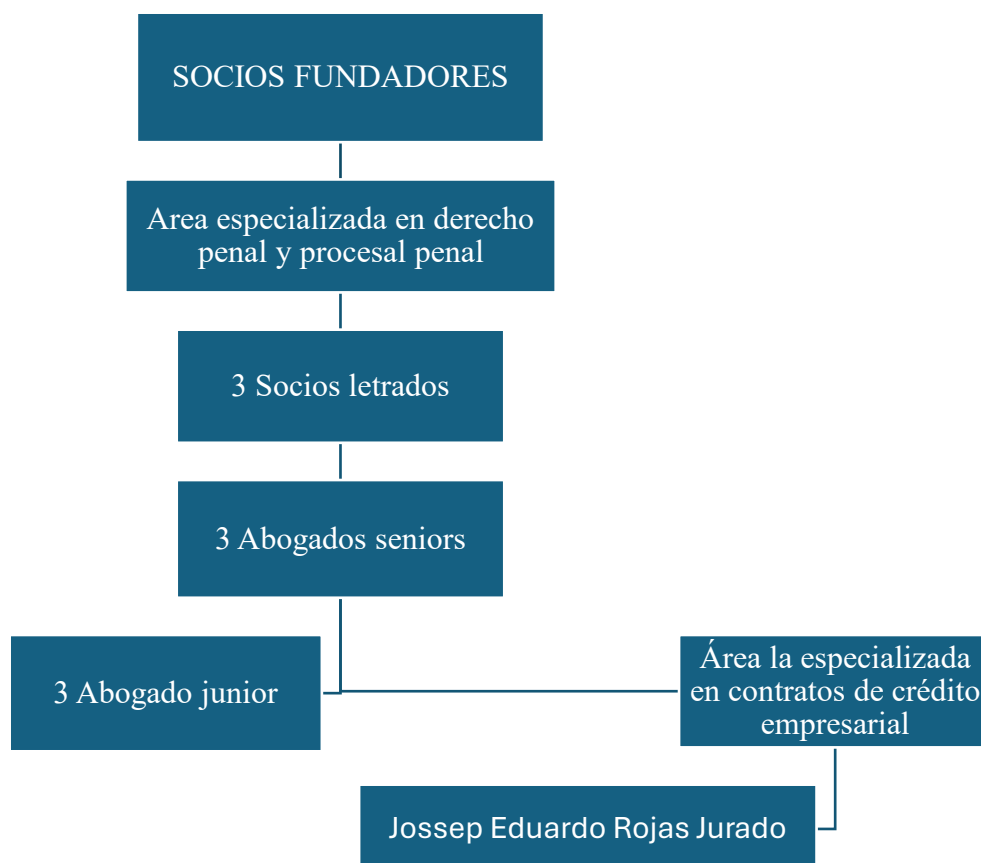 SOCIOS FUNDADORES
Area especializada en derecho
penal y procesal penal
3 Socios letrados
3 Abogados seniors
3 Abogado junior
Área la especializada
en contratos de crédito
empresarial
Jossep Eduardo Rojas Jurado